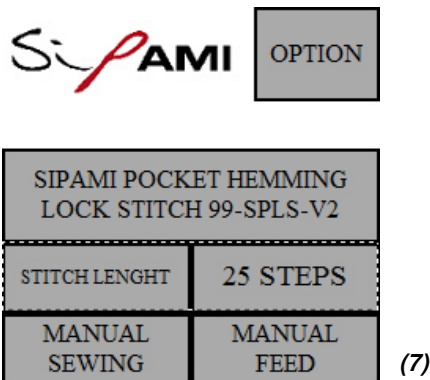 SiPAMI
OPTION
SIPAMI POCKET HEMMING
LOCK STITCH 99-SPLS-V2
STITCH LENGHT
25 STEPS
MANUAL
SEWING
MANUAL
FEED
(7)